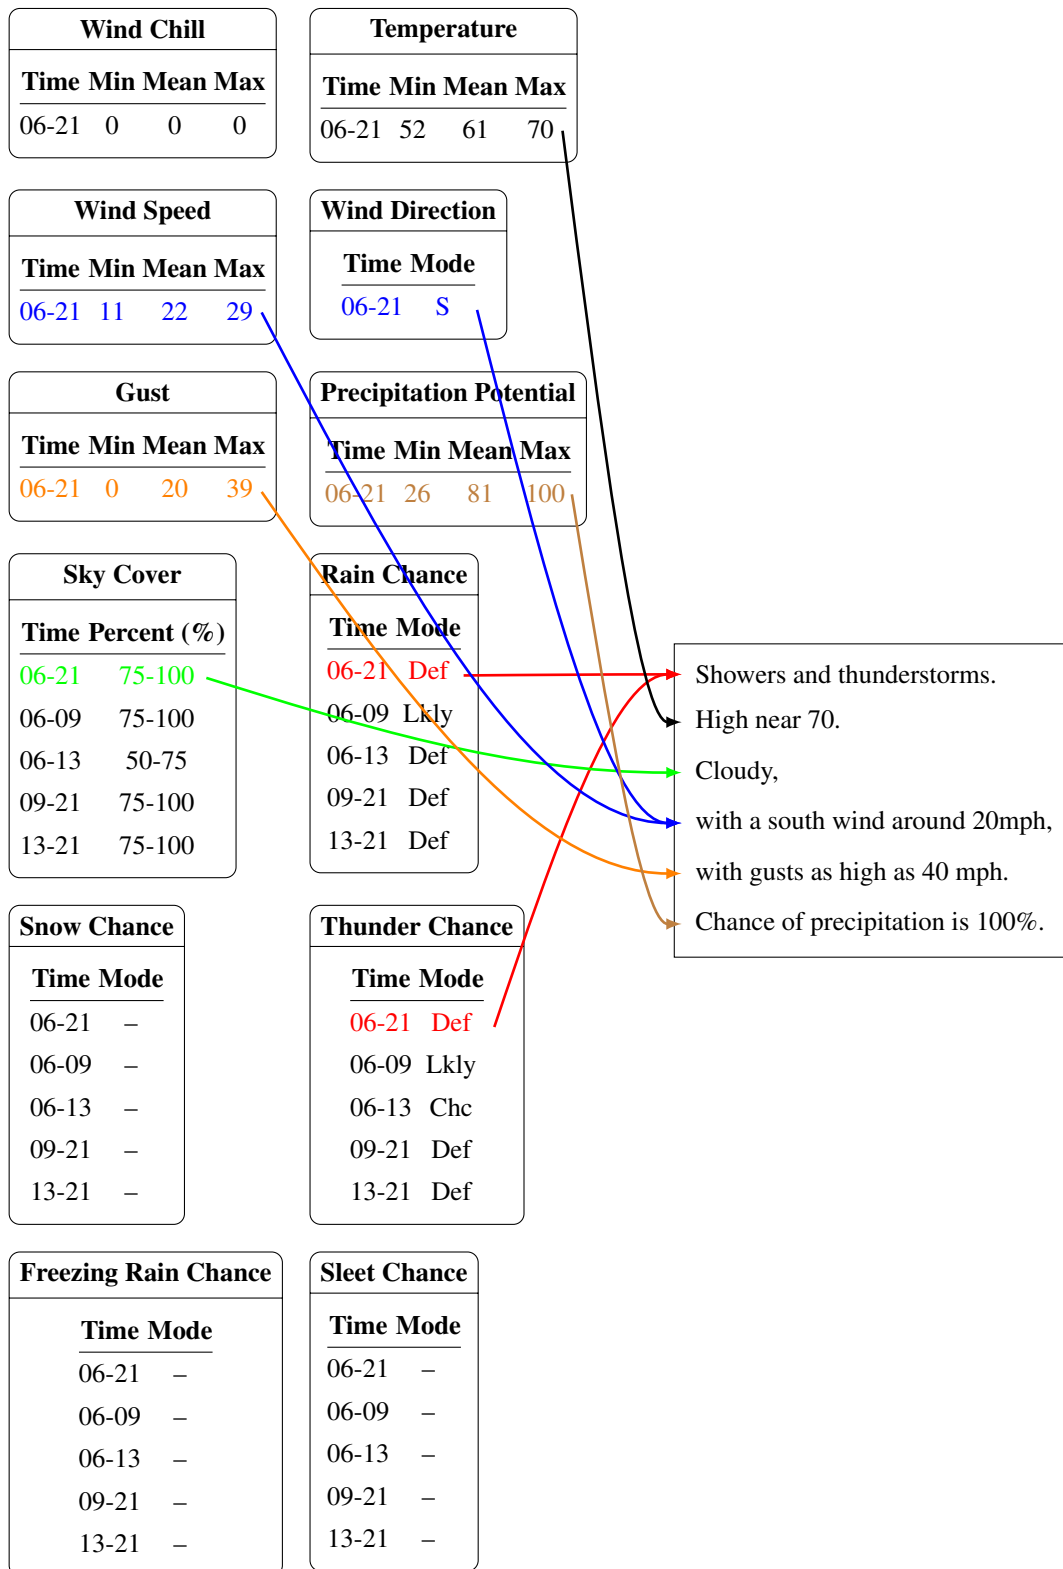 Wind Chill
Time Min Mean Max
06-21 0 0 0
Temperature
Time Min Mean Max
06-21 52 61 70
Wind Speed
Time Min Mean Max
06-21 11 22 29
Wind Direction
Time Mode
06-21 S
Gust
Time Min Mean Max
06-21 0 20 39
Precipitation Potential
Time Min Mean Max
06-21 26 81 100
Sky Cover
Time Percent (%)
06-21 75-100
06-09 75-100
06-13 50-75
09-21 75-100
13-21 75-100
Rain Chance
Time Mode
06-21 Def
06-09 Lkly
06-13 Def
09-21 Def
13-21 Def
Snow Chance
Time Mode
06-21 –
06-09 –
06-13 –
09-21 –
13-21 –
Thunder Chance
Time Mode
06-21 Def
06-09 Lkly
06-13 Chc
09-21 Def
13-21 Def
Freezing Rain Chance
Time Mode
06-21 –
06-09 –
06-13 –
09-21 –
13-21 –
Sleet Chance
Time Mode
06-21 –
06-09 –
06-13 –
09-21 –
13-21 –
Showers and thunderstorms.
High near 70.
Cloudy,
with a south wind around 20mph,
with gusts as high as 40 mph.
Chance of precipitation is 100%.